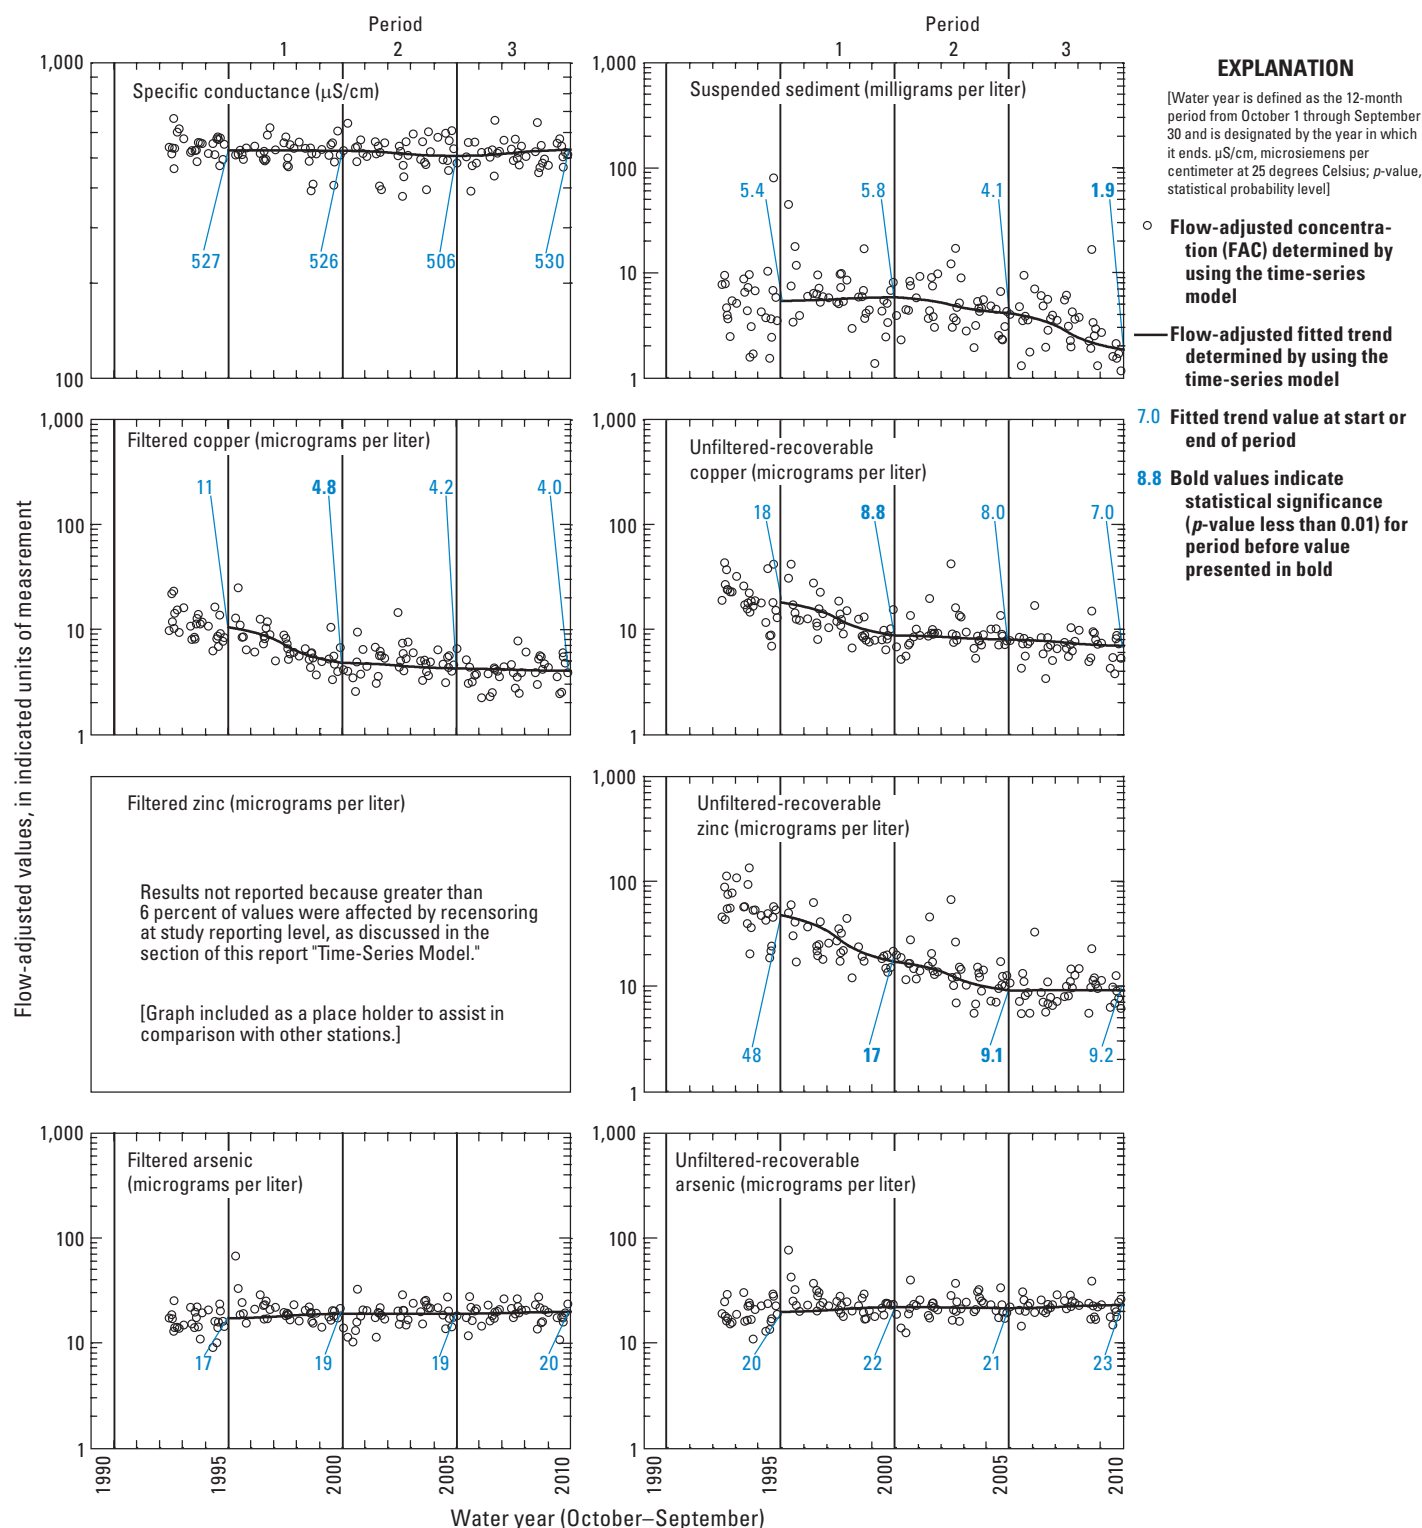 Period
1 2 3
1,000
100
Specific conductance (µS/cm)
527 526 506 530
Period
1 2 3
1,000
100
10
1
Suspended sediment (milligrams per liter)
5.4 5.8 4.1 1.9
EXPLANATION
[Water year is defined as the 12-month
period from October 1 through September
30 and is designated by the year in which
it ends. µS/cm, microsiemens per
centimeter at 25 degrees Celsius; p-value,
statistical probability level]
Flow-adjusted concentra-
tion (FAC) determined by
using the time-series
model
Flow-adjusted fitted trend
determined by using the
time-series model
7.0 Fitted trend value at start or
end of period
8.8 Bold values indicate
statistical significance
(p-value less than 0.01) for
period before value
presented in bold
Flow-adjusted values, in indicated units of measrement
1,000
100
10
1
Filtered copper (micrograms per liter)
11 4.8 4.2 4.0
1,000
100
10
1
Unfiltered-recoverable
copper (micrograms per liter)
18 8.8 8.0 7.0
Filtered zinc (micrograms per liter)
Results not reported because greater than
6 percent of values were affected by recensoring
at study reporting level, as discussed in the
section of this report "Time-Series Model."
[Graph included as a place holder to assist in
comparison with other stations.]
1,000
100
10
1
Unfiltered-recoverable
zinc (micrograms per liter)
48 17 9.1 9.2
1,000
100
10
1
Filtered arsenic
(micrograms per liter)
17 19 19 20
1990 1995 2000 2005 2010
1,000
100
10
1
Unfiltered-recoverable
arsenic (micrograms per liter)
20 22 21 23
1990 1995 2000 2005 2010
Water year (October–September)